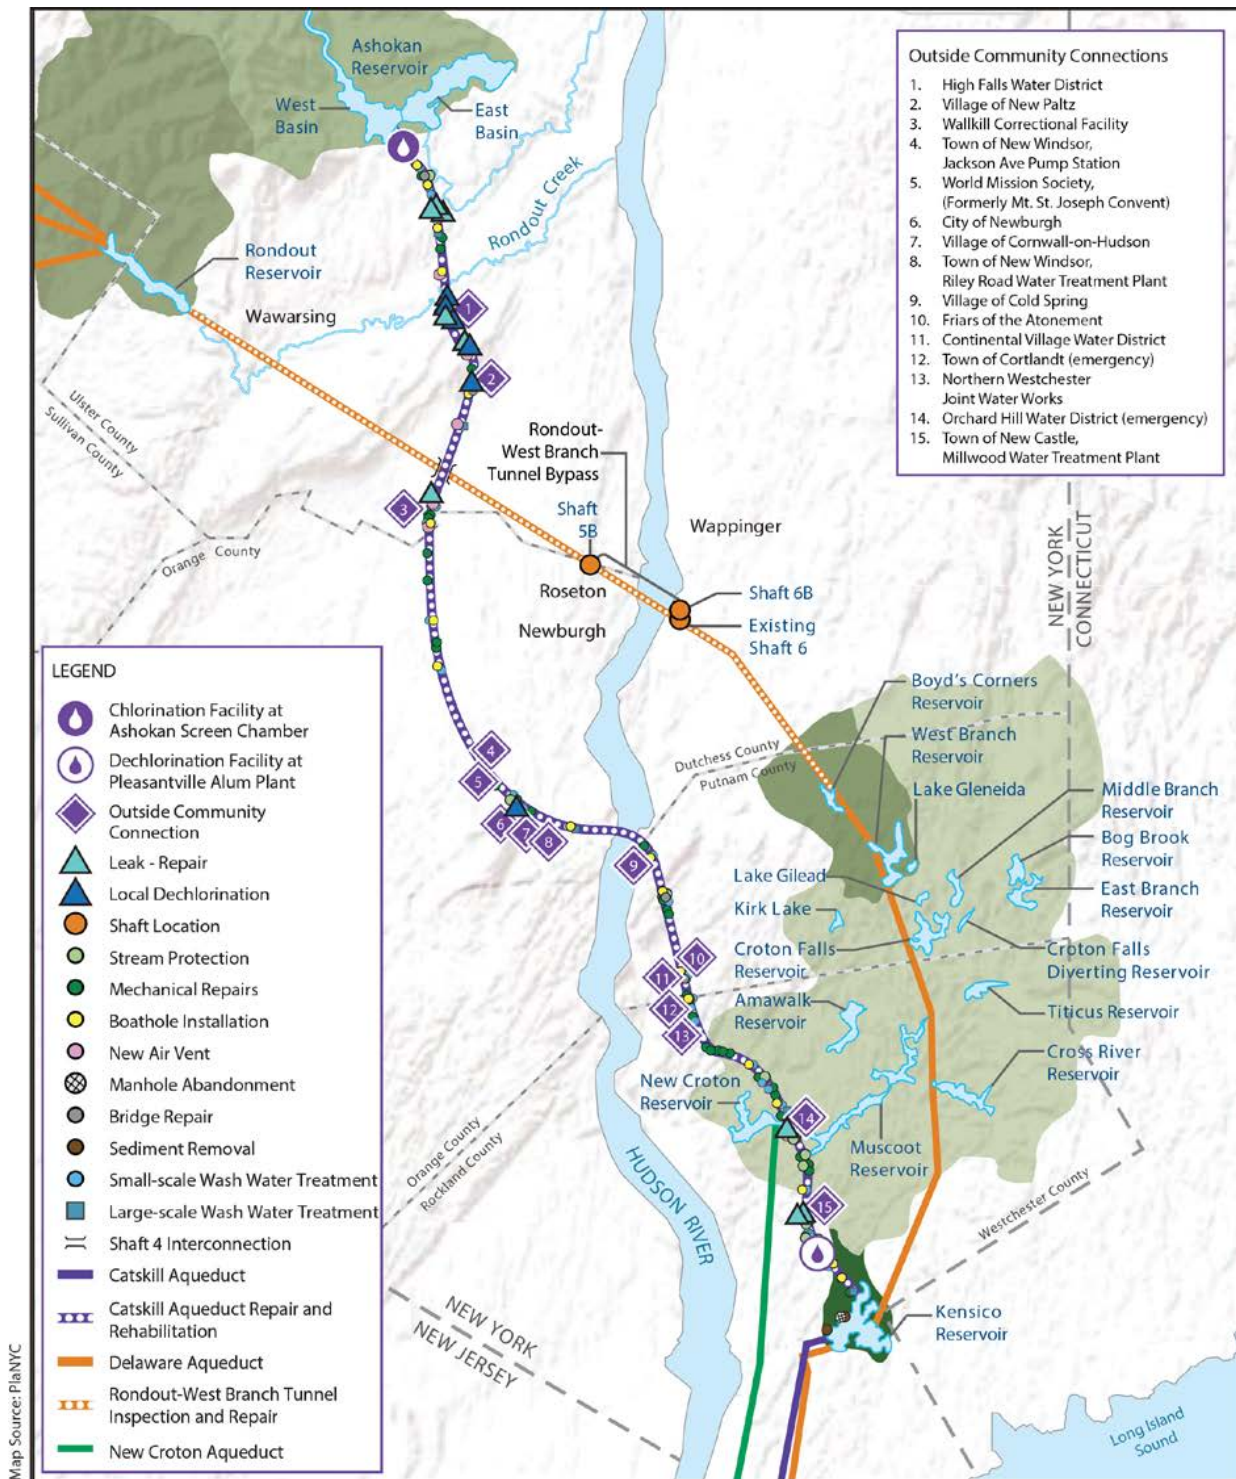 Ashokan
Reservoir
West
Basin
East
Basin
Rondout Creek
Rondout
Reservoir
Wawarsing
Ulster County
Sullivan County
1
2
Rondout-
West Branch
Tunnel Bypass
3
Shaft
5B
Wappinger
Orange County
Roseton
Shaft 6B
Newburgh
Existing
Shaft 6
NEW YORK
CONNECTICUT
Outside Community Connections
1. High Falls Water District
2. Village of New Paltz
3. Wallkill Correctional Facility
4. Town of New Windsor,
Jackson Ave Pump Station
5. World Mission Society,
(Formerly Mt. St. Joseph Convent)
6. City of Newburgh
7. Village of Cornwall-on-Hudson
8. Town of New Windsor,
Riley Road Water Treatment Plant
9. Village of Cold Spring
10. Friars of the Atonement
11. Continental Village Water District
12. Town of Cortlandt (emergency)
13. Northern Westchester
Joint Water Works
14. Orchard Hill Water District (emergency)
15. Town of New Castle,
Millwood Water Treatment Plant
LEGEND
Chlorination Facility at
Ashokan Screen Chamber
Dechlorination Facility at
Pleasantville Alum Plant
Outside Community
Connection
Leak - Repair
Local Dechlorination
Shaft Location
Stream Protection
Mechanical Repairs
Boathole Installation
New Air Vent
Manhole Abandonment
Bridge Repair
Sediment Removal
Small-scale Wash Water Treatment
Large-scale Wash Water Treatment
Shaft 4 Interconnection
Catskill Aqueduct
Catskill Aqueduct Repair and
Rehabilitation
Delaware Aqueduct
Rondout-West Branch Tunnel
Inspection and Repair
New Croton Aqueduct
4
5
6
7
8
9
10
11
12
13
14
15
Boyd's Corners
Reservoir
Dutchess County
Putnam County
West Branch
Reservoir
Lake Gleneida
Middle Branch
Reservoir
Bog Brook
Reservoir
Lake Gilead
East Branch
Reservoir
Kirk Lake
Croton Falls
Reservoir
Croton Falls
Diverting Reservoir
Amawalk
Reservoir
Titicus Reservoir
Cross River
Reservoir
New Croton
Reservoir
Muscoot
Reservoir
Orange County
Rockland County
HUDSON RIVER
Westchester County
NEW YORK
NEW JERSEY
Kensico
Reservoir
Long Island
Sound
Map Source: PlaNYC